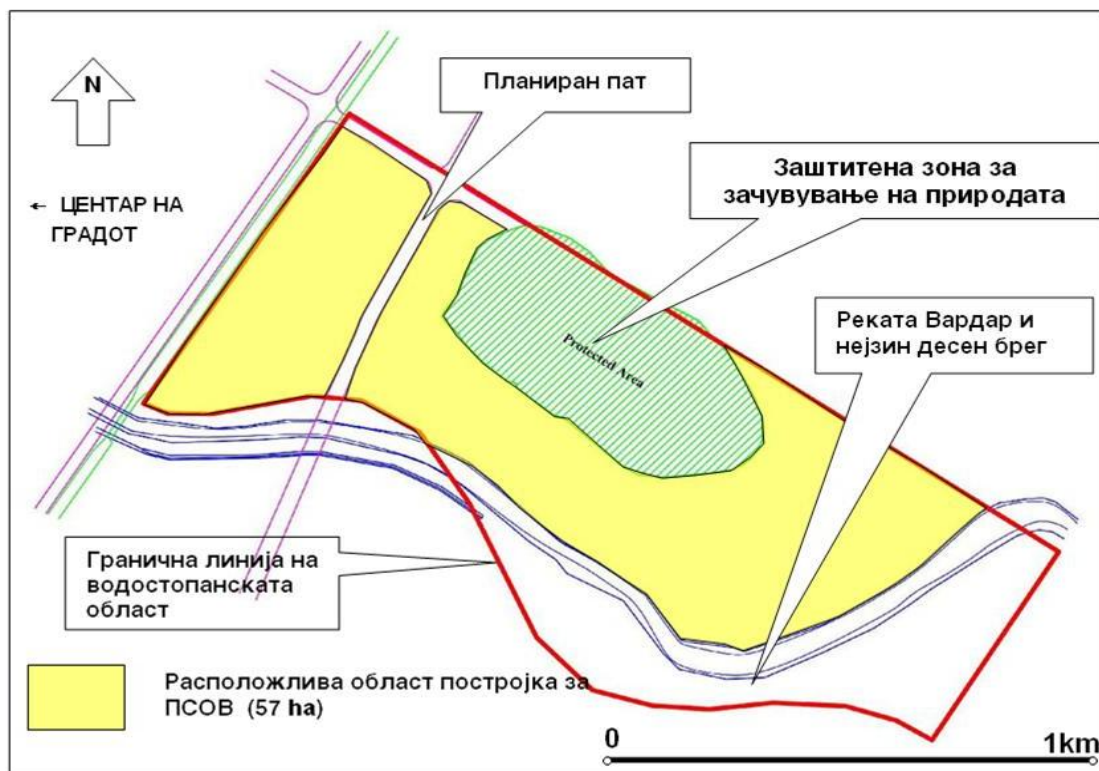 N
Планиран пат
Заштитена зона за
зачувување на природата
← ЦЕНТАР НА
ГРАДОТ
Реката Вардар и
нејзин десен брег
Protected Area
Гранична линија на
водостопанската
област
Расположлива област постројка за
ПСОВ (57 ha)
0
1km